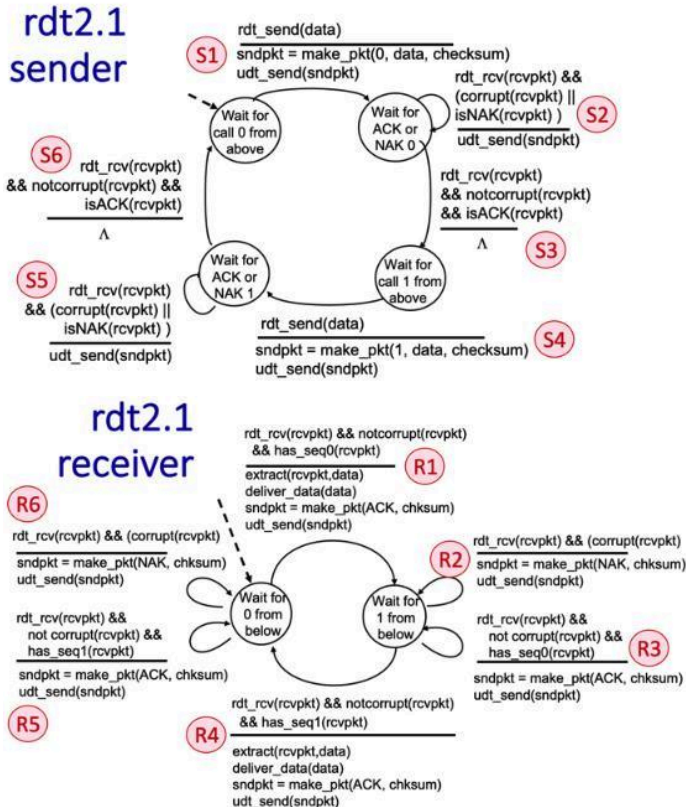 rdt2.1
sender
S1
rdt_send(data)
sndpkt = make_pkt(0, data, checksum)
udt_send(sndpkt)
Wait for
call 0 from
above
Wait for
ACK or
NAK 0
rdt_rcv(rcvpkt) &&
(corrupt(rcvpkt) ||
isNAK(rcvpkt) )
udt_send(sndpkt)
S2
S6
rdt_rcv(rcvpkt)
&& notcorrupt(rcvpkt) &&
isACK(rcvpkt)
Λ
rdt_rcv(rcvpkt)
&& notcorrupt(rcvpkt)
&& isACK(rcvpkt)
Λ
S3
S5
rdt_rcv(rcvpkt)
&& (corrupt(rcvpkt) ||
isNAK(rcvpkt) )
udt_send(sndpkt)
Wait for
ACK or
NAK 1
Wait for
call 1 from
above
rdt_send(data)
sndpkt = make_pkt(1, data, checksum)
udt_send(sndpkt)
S4
rdt2.1
receiver
rdt_rcv(rcvpkt) && notcorrupt(rcvpkt)
&& has_seq0(rcvpkt)
extract(rcvpkt,data)
deliver_data(data)
sndpkt = make_pkt(ACK, chksum)
udt_send(sndpkt)
R1
R6
rdt_rcv(rcvpkt) && (corrupt(rcvpkt)
sndpkt = make_pkt(NAK, chksum)
udt_send(sndpkt)
R2
rdt_rcv(rcvpkt) && (corrupt(rcvpkt)
sndpkt = make_pkt(NAK, chksum)
udt_send(sndpkt)
Wait for
0 from
below
Wait for
1 from
below
rdt_rcv(rcvpkt) &&
not corrupt(rcvpkt) &&
has_seq1(rcvpkt)
sndpkt = make_pkt(ACK, chksum)
udt_send(sndpkt)
R5
rdt_rcv(rcvpkt) &&
not corrupt(rcvpkt) &&
has_seq0(rcvpkt)
sndpkt = make_pkt(ACK, chksum)
udt_send(sndpkt)
R3
R4
rdt_rcv(rcvpkt) && notcorrupt(rcvpkt)
&& has_seq1(rcvpkt)
extract(rcvpkt,data)
deliver_data(data)
sndpkt = make_pkt(ACK, chksum)
udt_send(sndpkt)